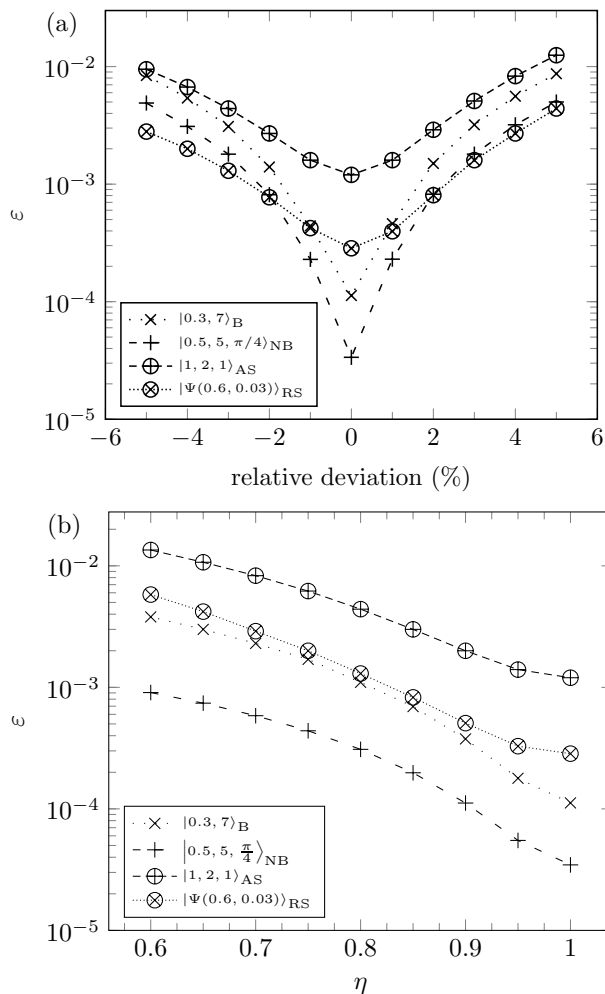 (a)
10⁻²
10⁻³
10⁻⁴
10⁻⁵
ε
|0.3, 7⟩_B
|0.5, 5, π/4⟩_NB
|1, 2, 1⟩_AS
|Ψ(0.6, 0.03)⟩_RS
−6 −4 −2 0 2 4 6
relative deviation (%)
(b)
10⁻²
10⁻³
10⁻⁴
10⁻⁵
ε
|0.3, 7⟩_B
|0.5, 5, π/4⟩_NB
|1, 2, 1⟩_AS
|Ψ(0.6, 0.03)⟩_RS
0.6 0.7 0.8 0.9 1
η